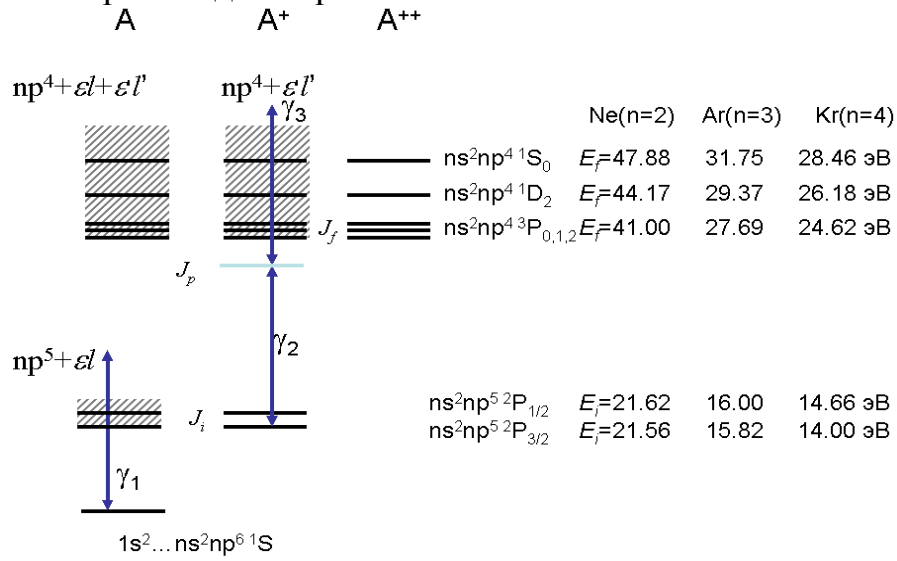 A A⁺ A⁺⁺
np⁴+εl+ε'l' np⁴+ε'l'
γ₃
Ne(n=2) Ar(n=3) Kr(n=4)
ns²np⁴ ¹S₀ E_f=47.88 31.75 28.46 эВ
ns²np⁴ ¹D₂ E_f=44.17 29.37 26.18 эВ
J_f ns²np⁴ ³P₀,₁,₂ E_f=41.00 27.69 24.62 эВ
J_p
γ₂
np⁵+εl
ns²np⁵ ²P₁/₂ E_i=21.62 16.00 14.66 эВ
J_i ns²np⁵ ²P₃/₂ E_i=21.56 15.82 14.00 эВ
γ₁
1s²...ns²np⁶ ¹S